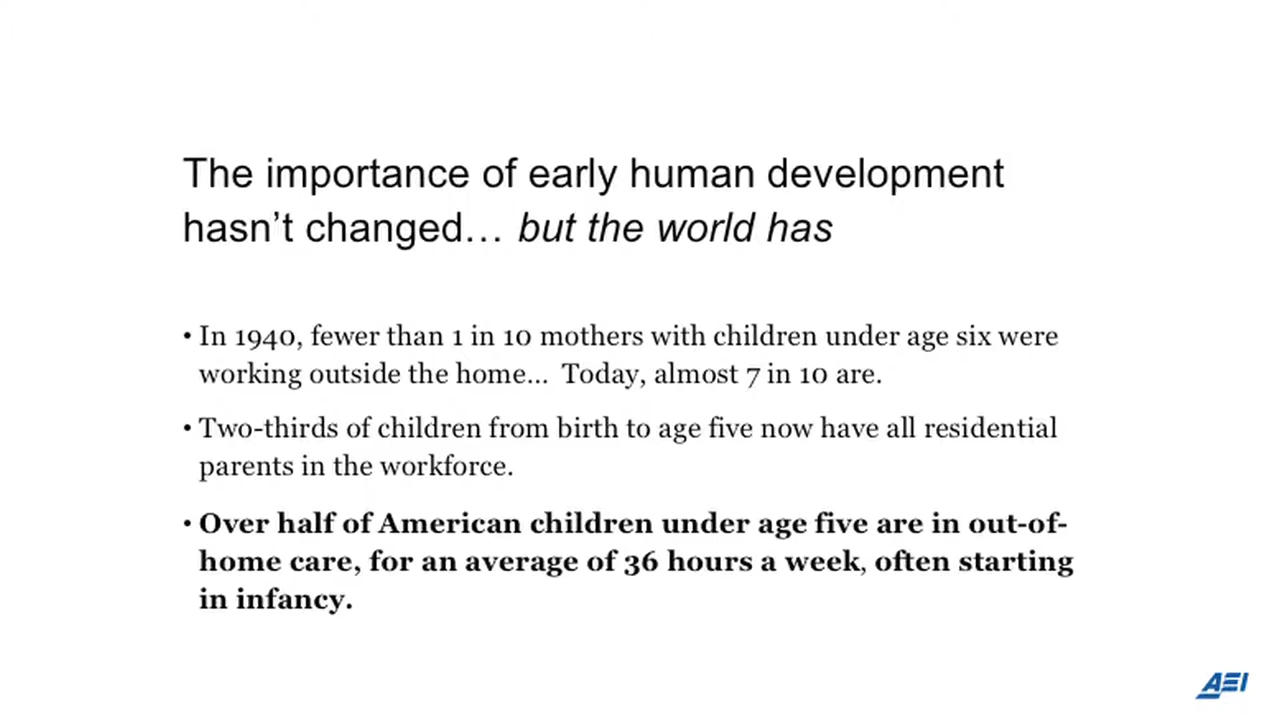 The importance of early human development
hasn’t changed… but the world has
• In 1940, fewer than 1 in 10 mothers with children under age six were
working outside the home… Today, almost 7 in 10 are.
• Two-thirds of children from birth to age five now have all residential
parents in the workforce.
• Over half of American children under age five are in out-of-
home care, for an average of 36 hours a week, often starting
in infancy.
AEI